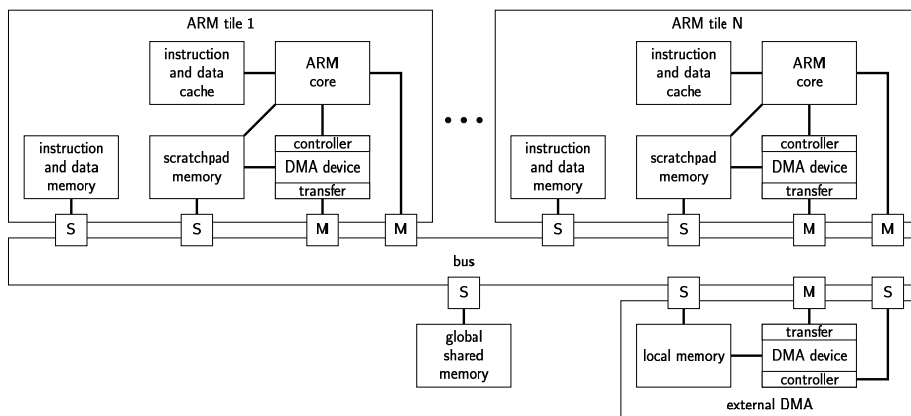 ARM tile 1
instruction
and data
cache
ARM
core
instruction
and data
memory
scratchpad
memory
controller
DMA device
transfer
S
S
M
M
ARM tile N
instruction
and data
cache
ARM
core
instruction
and data
memory
scratchpad
memory
controller
DMA device
transfer
S
S
M
M
bus
S
global
shared
memory
S
M
S
local memory
transfer
DMA device
controller
external DMA